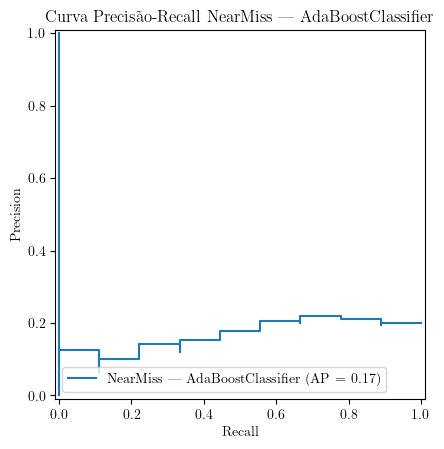 Curva Precisão-Recall NearMiss — AdaBoostClassifier
Precision
1.0
0.8
0.6
0.4
0.2
0.0
NearMiss — AdaBoostClassifier (AP = 0.17)
0.0 0.2 0.4 0.6 0.8 1.0
Recall